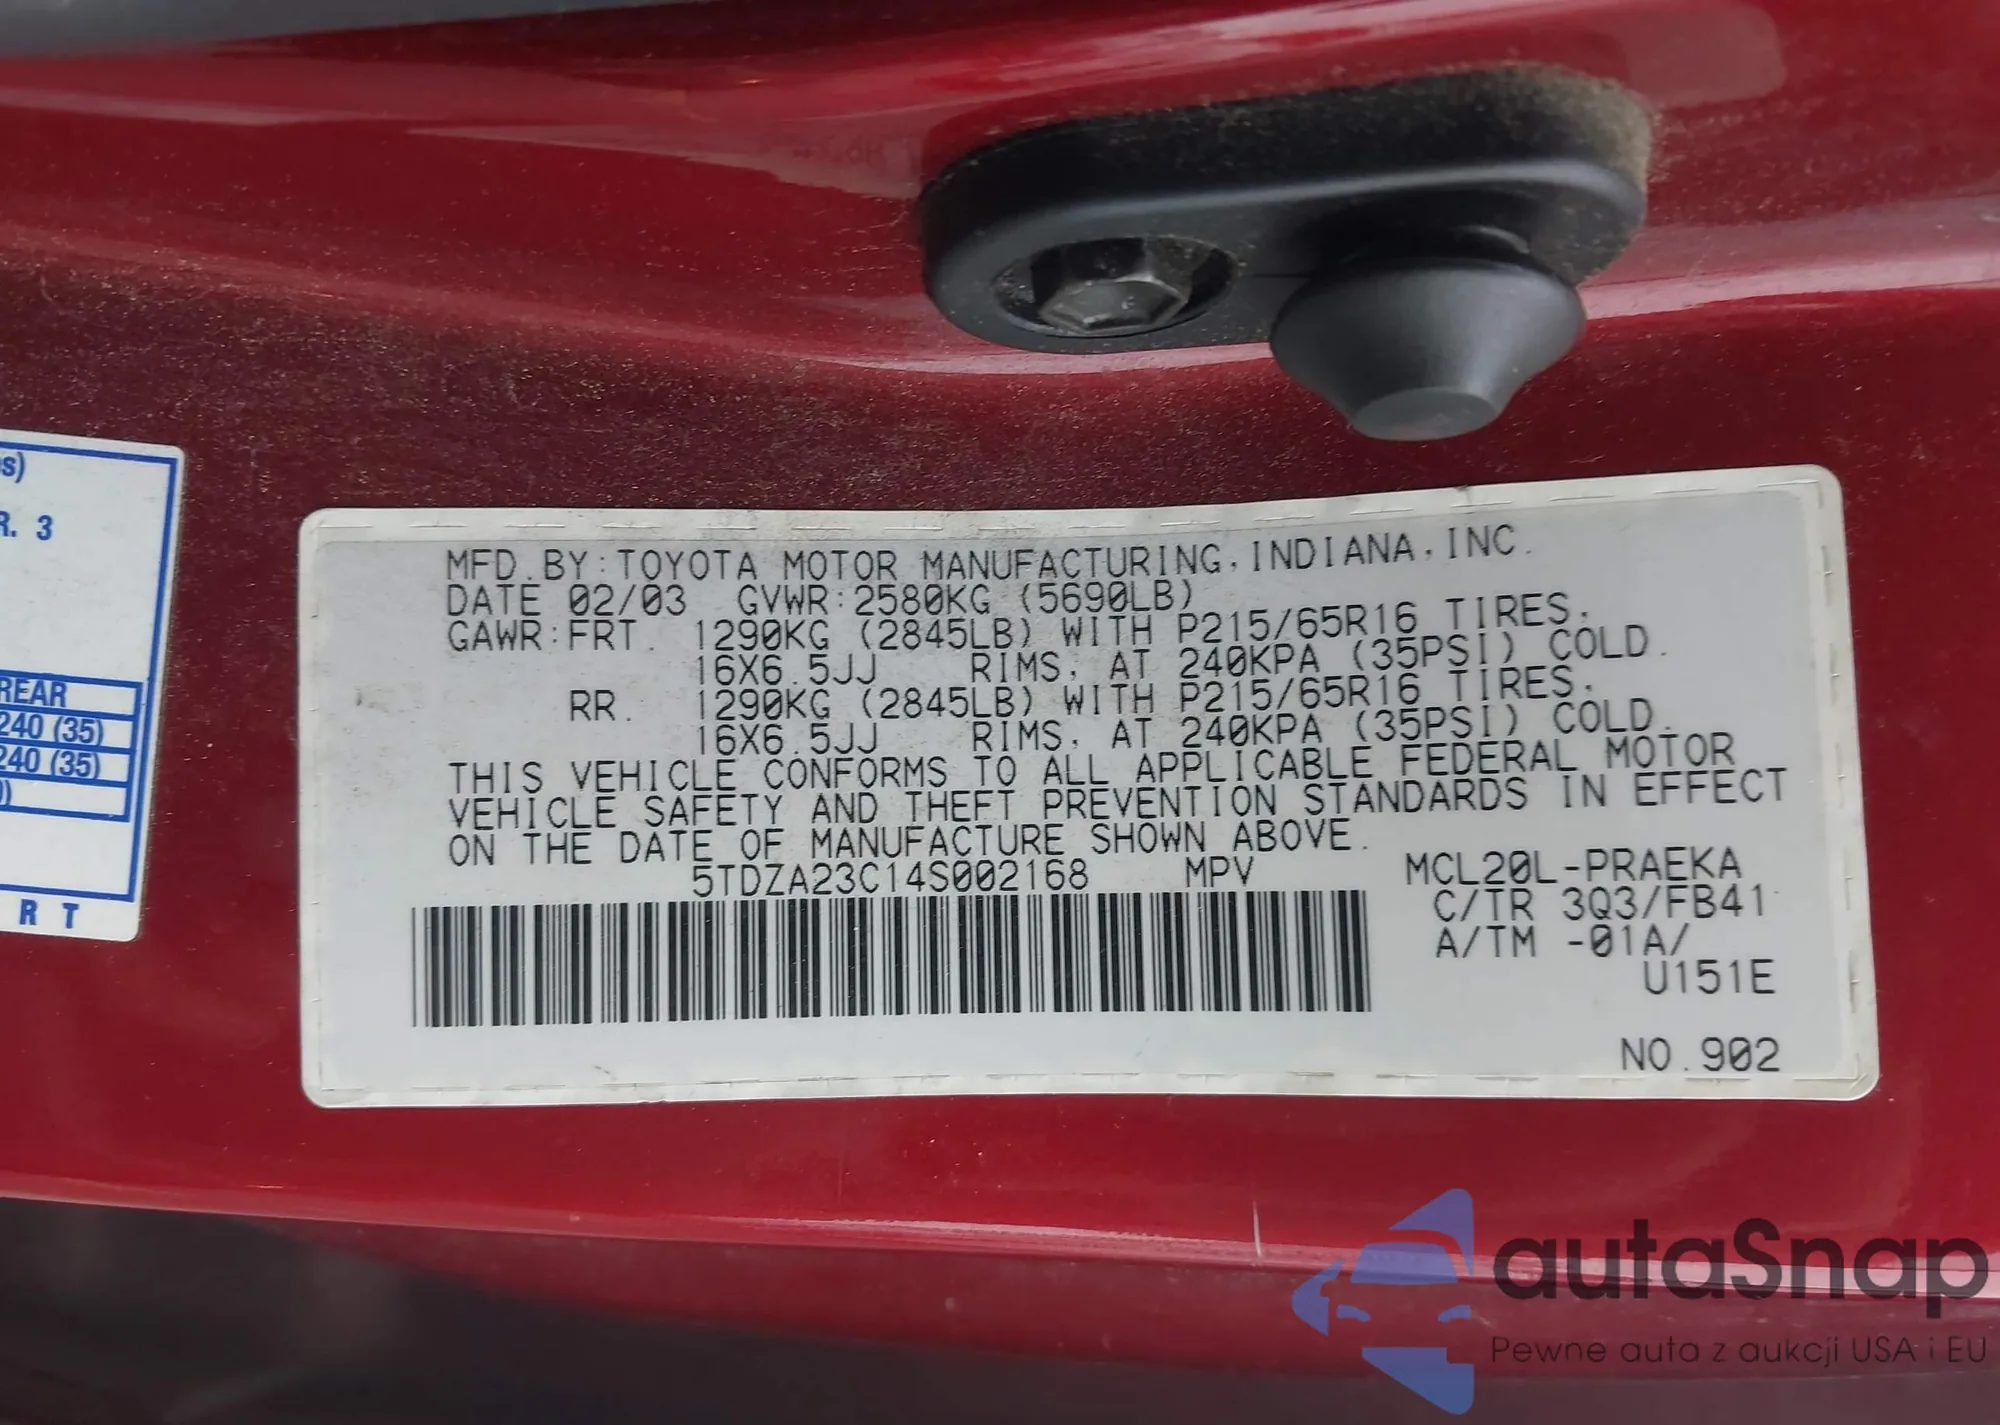 s)
R. 3
REAR
240 (35)
240 (35)
0)
R T
MFD.BY:TOYOTA MOTOR MANUFACTURING,INDIANA,INC.
DATE 02/03 GVWR:2580KG (5690LB)
GAWR:FRT. 1290KG (2845LB) WITH P215/65R16 TIRES,
16X6.5JJ RIMS, AT 240KPA (35PSI) COLD.
RR. 1290KG (2845LB) WITH P215/65R16 TIRES,
16X6.5JJ RIMS, AT 240KPA (35PSI) COLD.
THIS VEHICLE CONFORMS TO ALL APPLICABLE FEDERAL MOTOR
VEHICLE SAFETY AND THEFT PREVENTION STANDARDS IN EFFECT
ON THE DATE OF MANUFACTURE SHOWN ABOVE.
5TDZA23C14S002168 MPV MCL20L-PRAEKA
C/TR 3Q3/FB41
A/TM -01A/
U151E
NO.902
autaSnap
Pewne auta z aukcji USA i EU